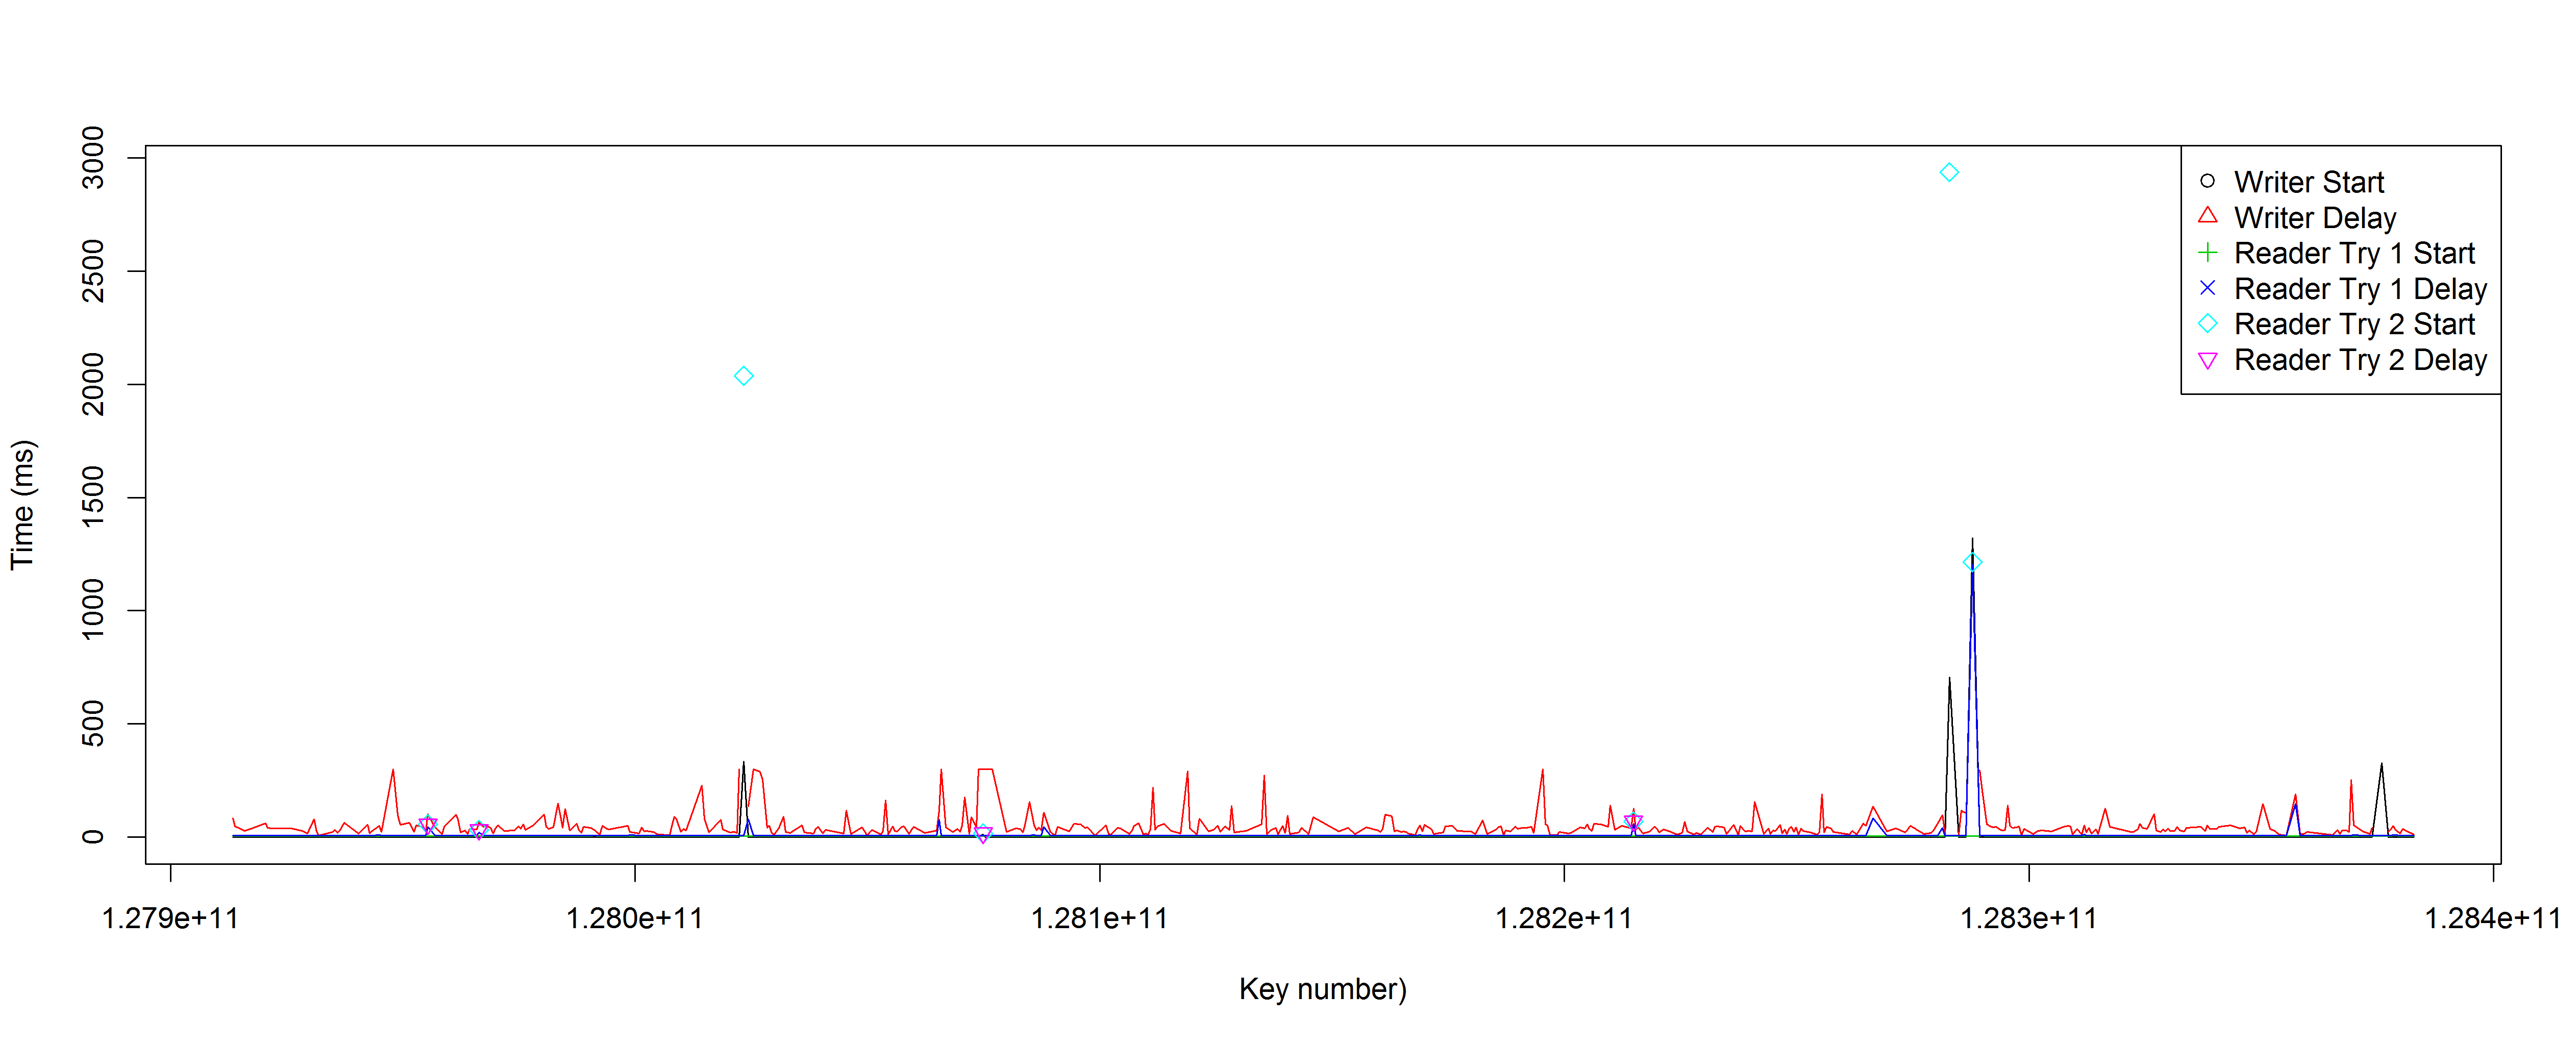 Time (ms)
3000
2500
2000
1500
1000
500
0
Writer Start
Writer Delay
Reader Try 1 Start
Reader Try 1 Delay
Reader Try 2 Start
Reader Try 2 Delay
1.279e+11 1.280e+11 1.281e+11 1.282e+11 1.283e+11 1.284e+11
Key number)